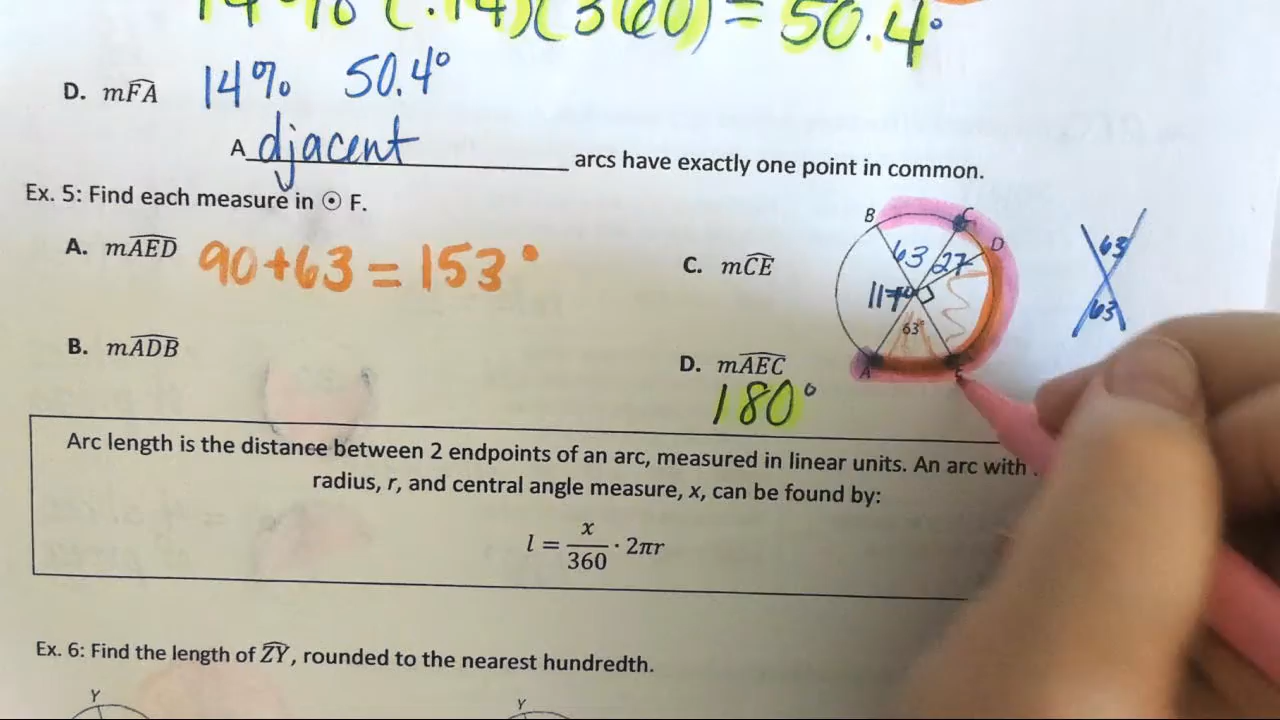 14% (.14)(360) = 50.4°
D. mFA 14% 50.4°
Adjacent arcs have exactly one point in common.
Ex. 5: Find each measure in ⊙ F.
A. mAED 90+63 = 153°
C. mCE
B. mADB
D. mAEC
180°
B C D
63 27
117°
63°
A E
63
63
Arc length is the distance between 2 endpoints of an arc, measured in linear units. An arc with
radius, r, and central angle measure, x, can be found by:
l = x/360 · 2πr
Ex. 6: Find the length of ZY, rounded to the nearest hundredth.
Y Y